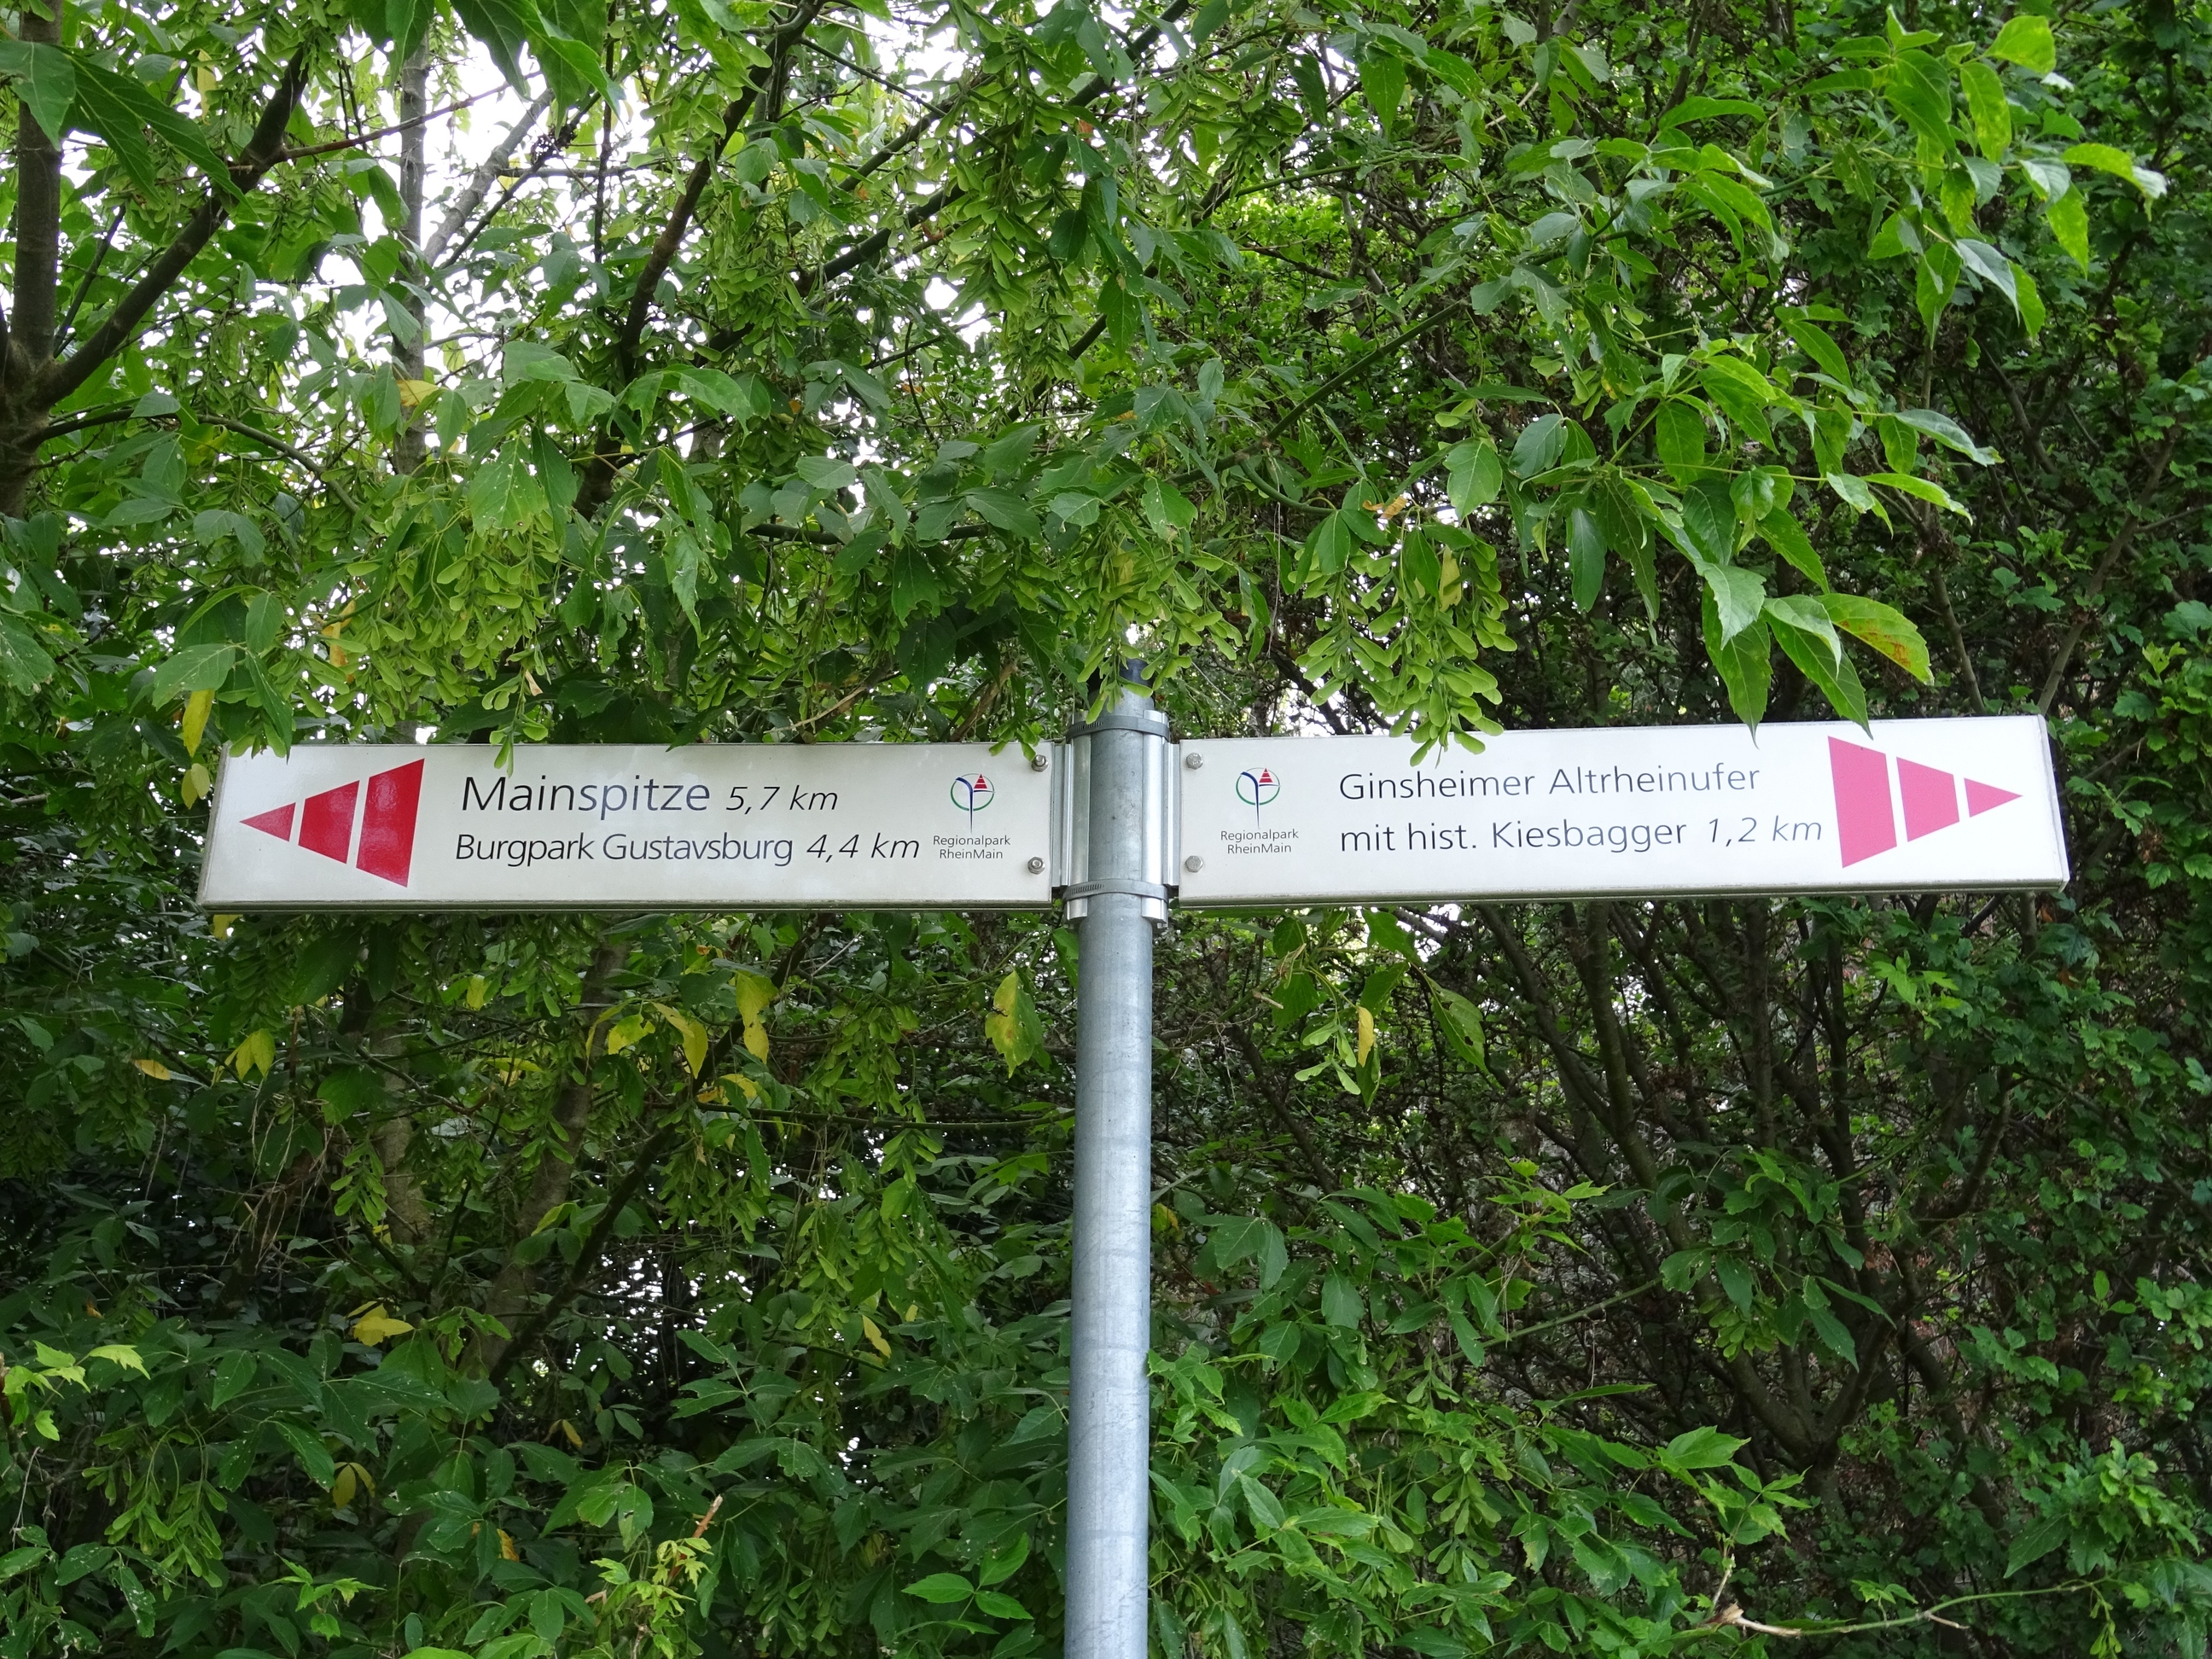 Mainspitze 5,7 km
Burgpark Gustavsburg 4,4 km
Regionalpark
RheinMain
Regionalpark
RheinMain
Ginsheimer Altrheinufer
mit hist. Kiesbagger 1,2 km